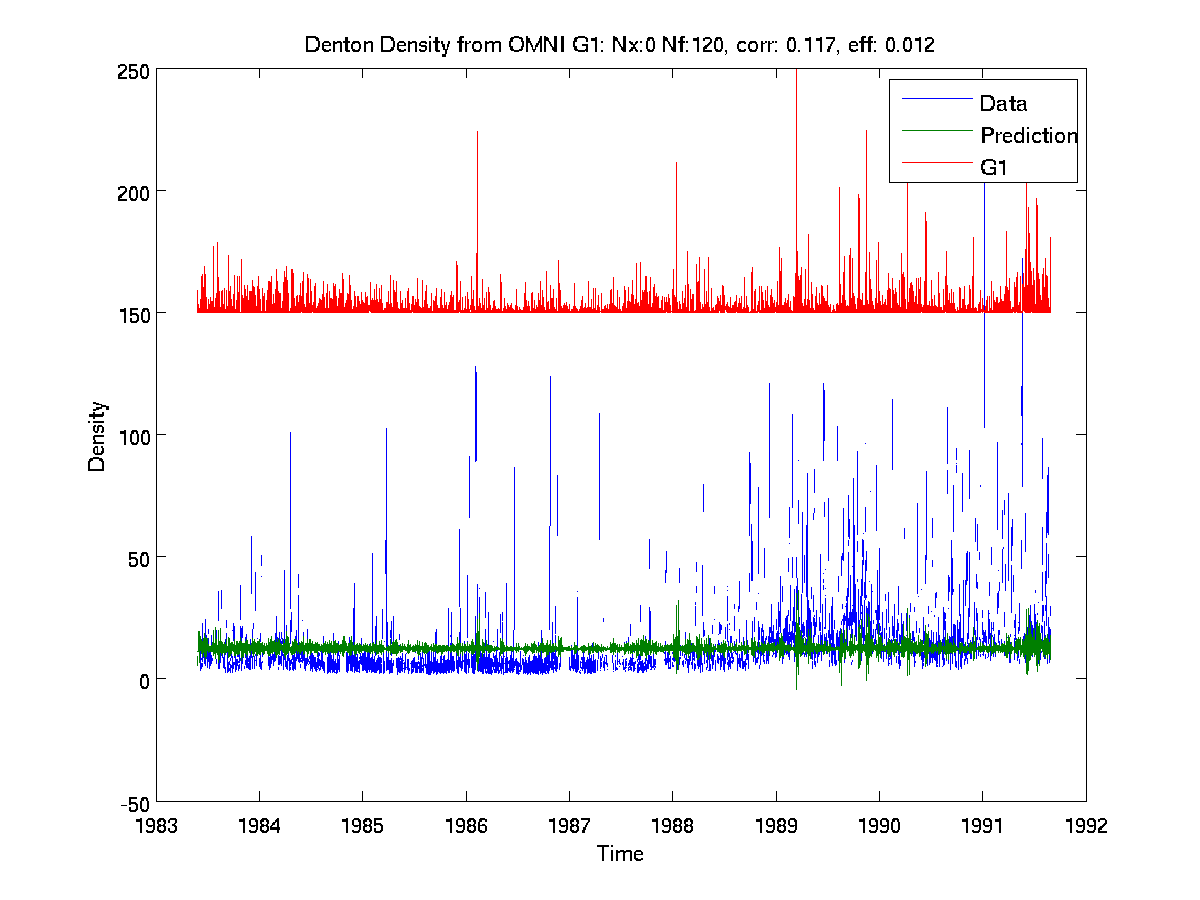 Denton Density from OMNI G1: Nx:0 Nf:120, corr: 0.117, eff: 0.012
250
200
150
100
50
0
-50
Density
Data
Prediction
G1
1983 1984 1985 1986 1987 1988 1989 1990 1991 1992
Time